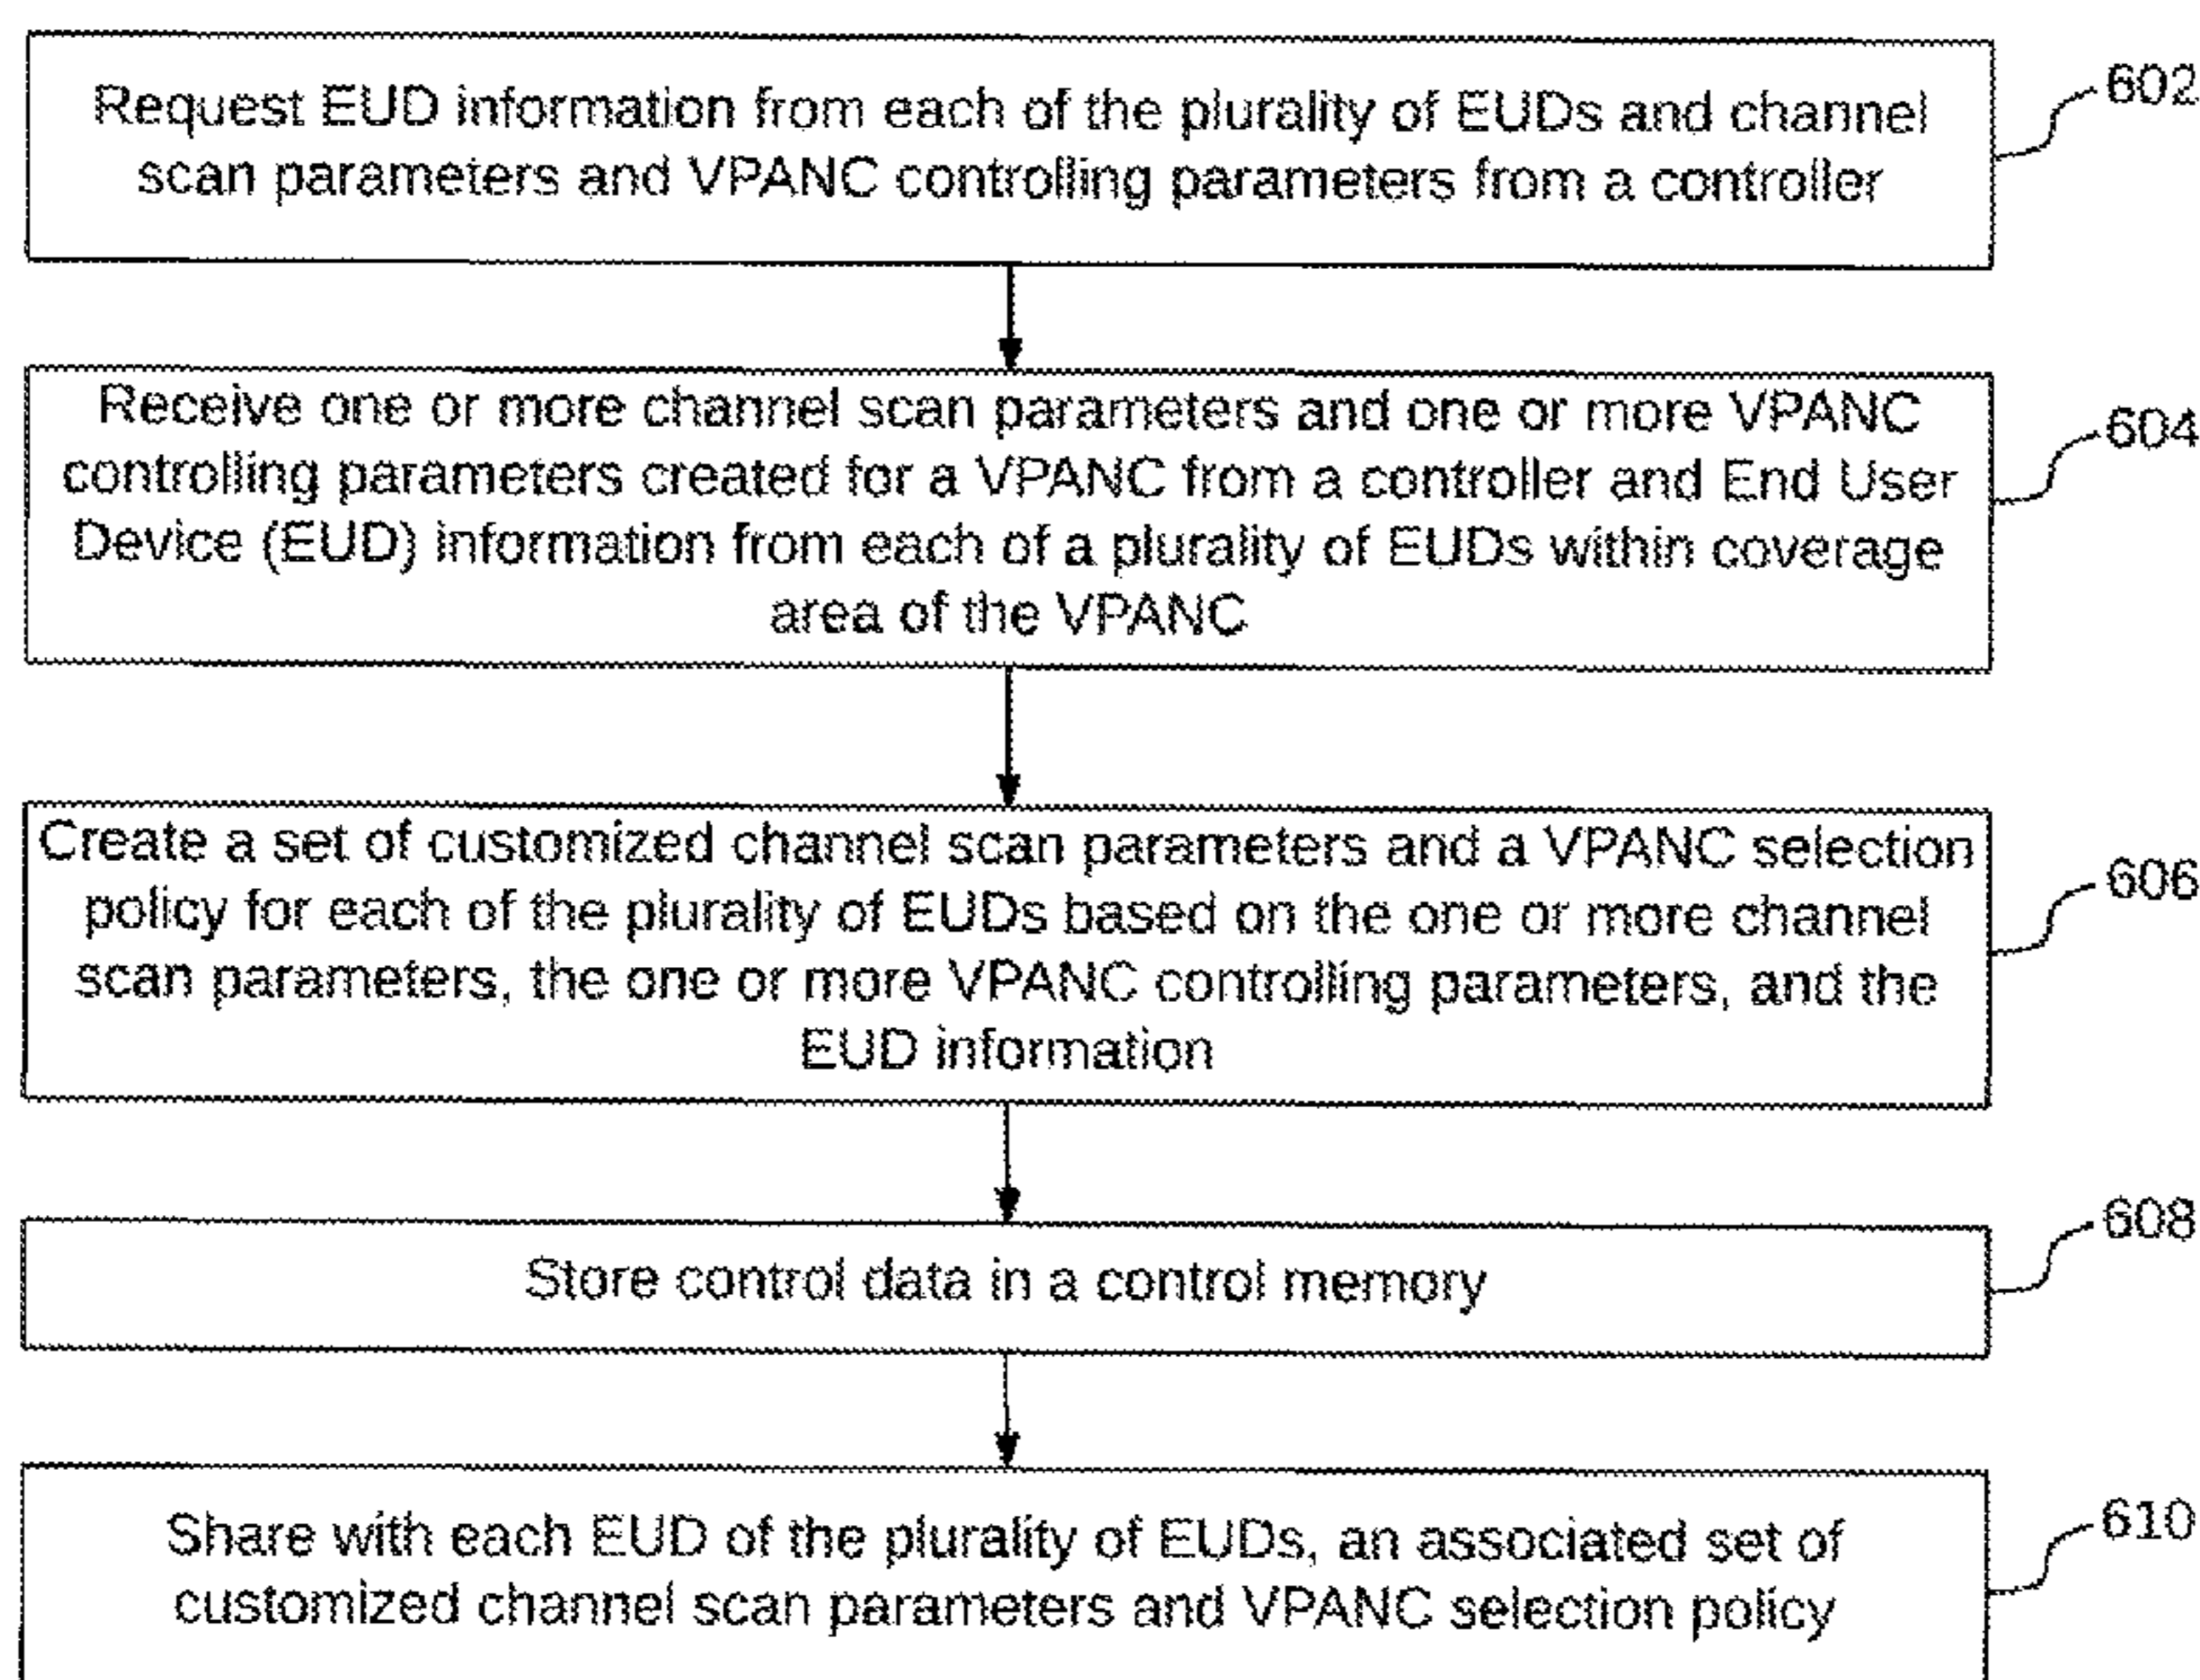 Request EUD information from each of the plurality of EUDs and channel
scan parameters and VPANC controlling parameters from a controller
602
Receive one or more channel scan parameters and one or more VPANC
controlling parameters created for a VPANC from a controller and End User
Device (EUD) information from each of a plurality of EUDs within coverage
area of the VPANC
604
Create a set of customized channel scan parameters and a VPANC selection
policy for each of the plurality of EUDs based on the one or more channel
scan parameters, the one or more VPANC controlling parameters, and the
EUD information
606
Store control data in a control memory
608
Share with each EUD of the plurality of EUDs, an associated set of
customized channel scan parameters and VPANC selection policy
610